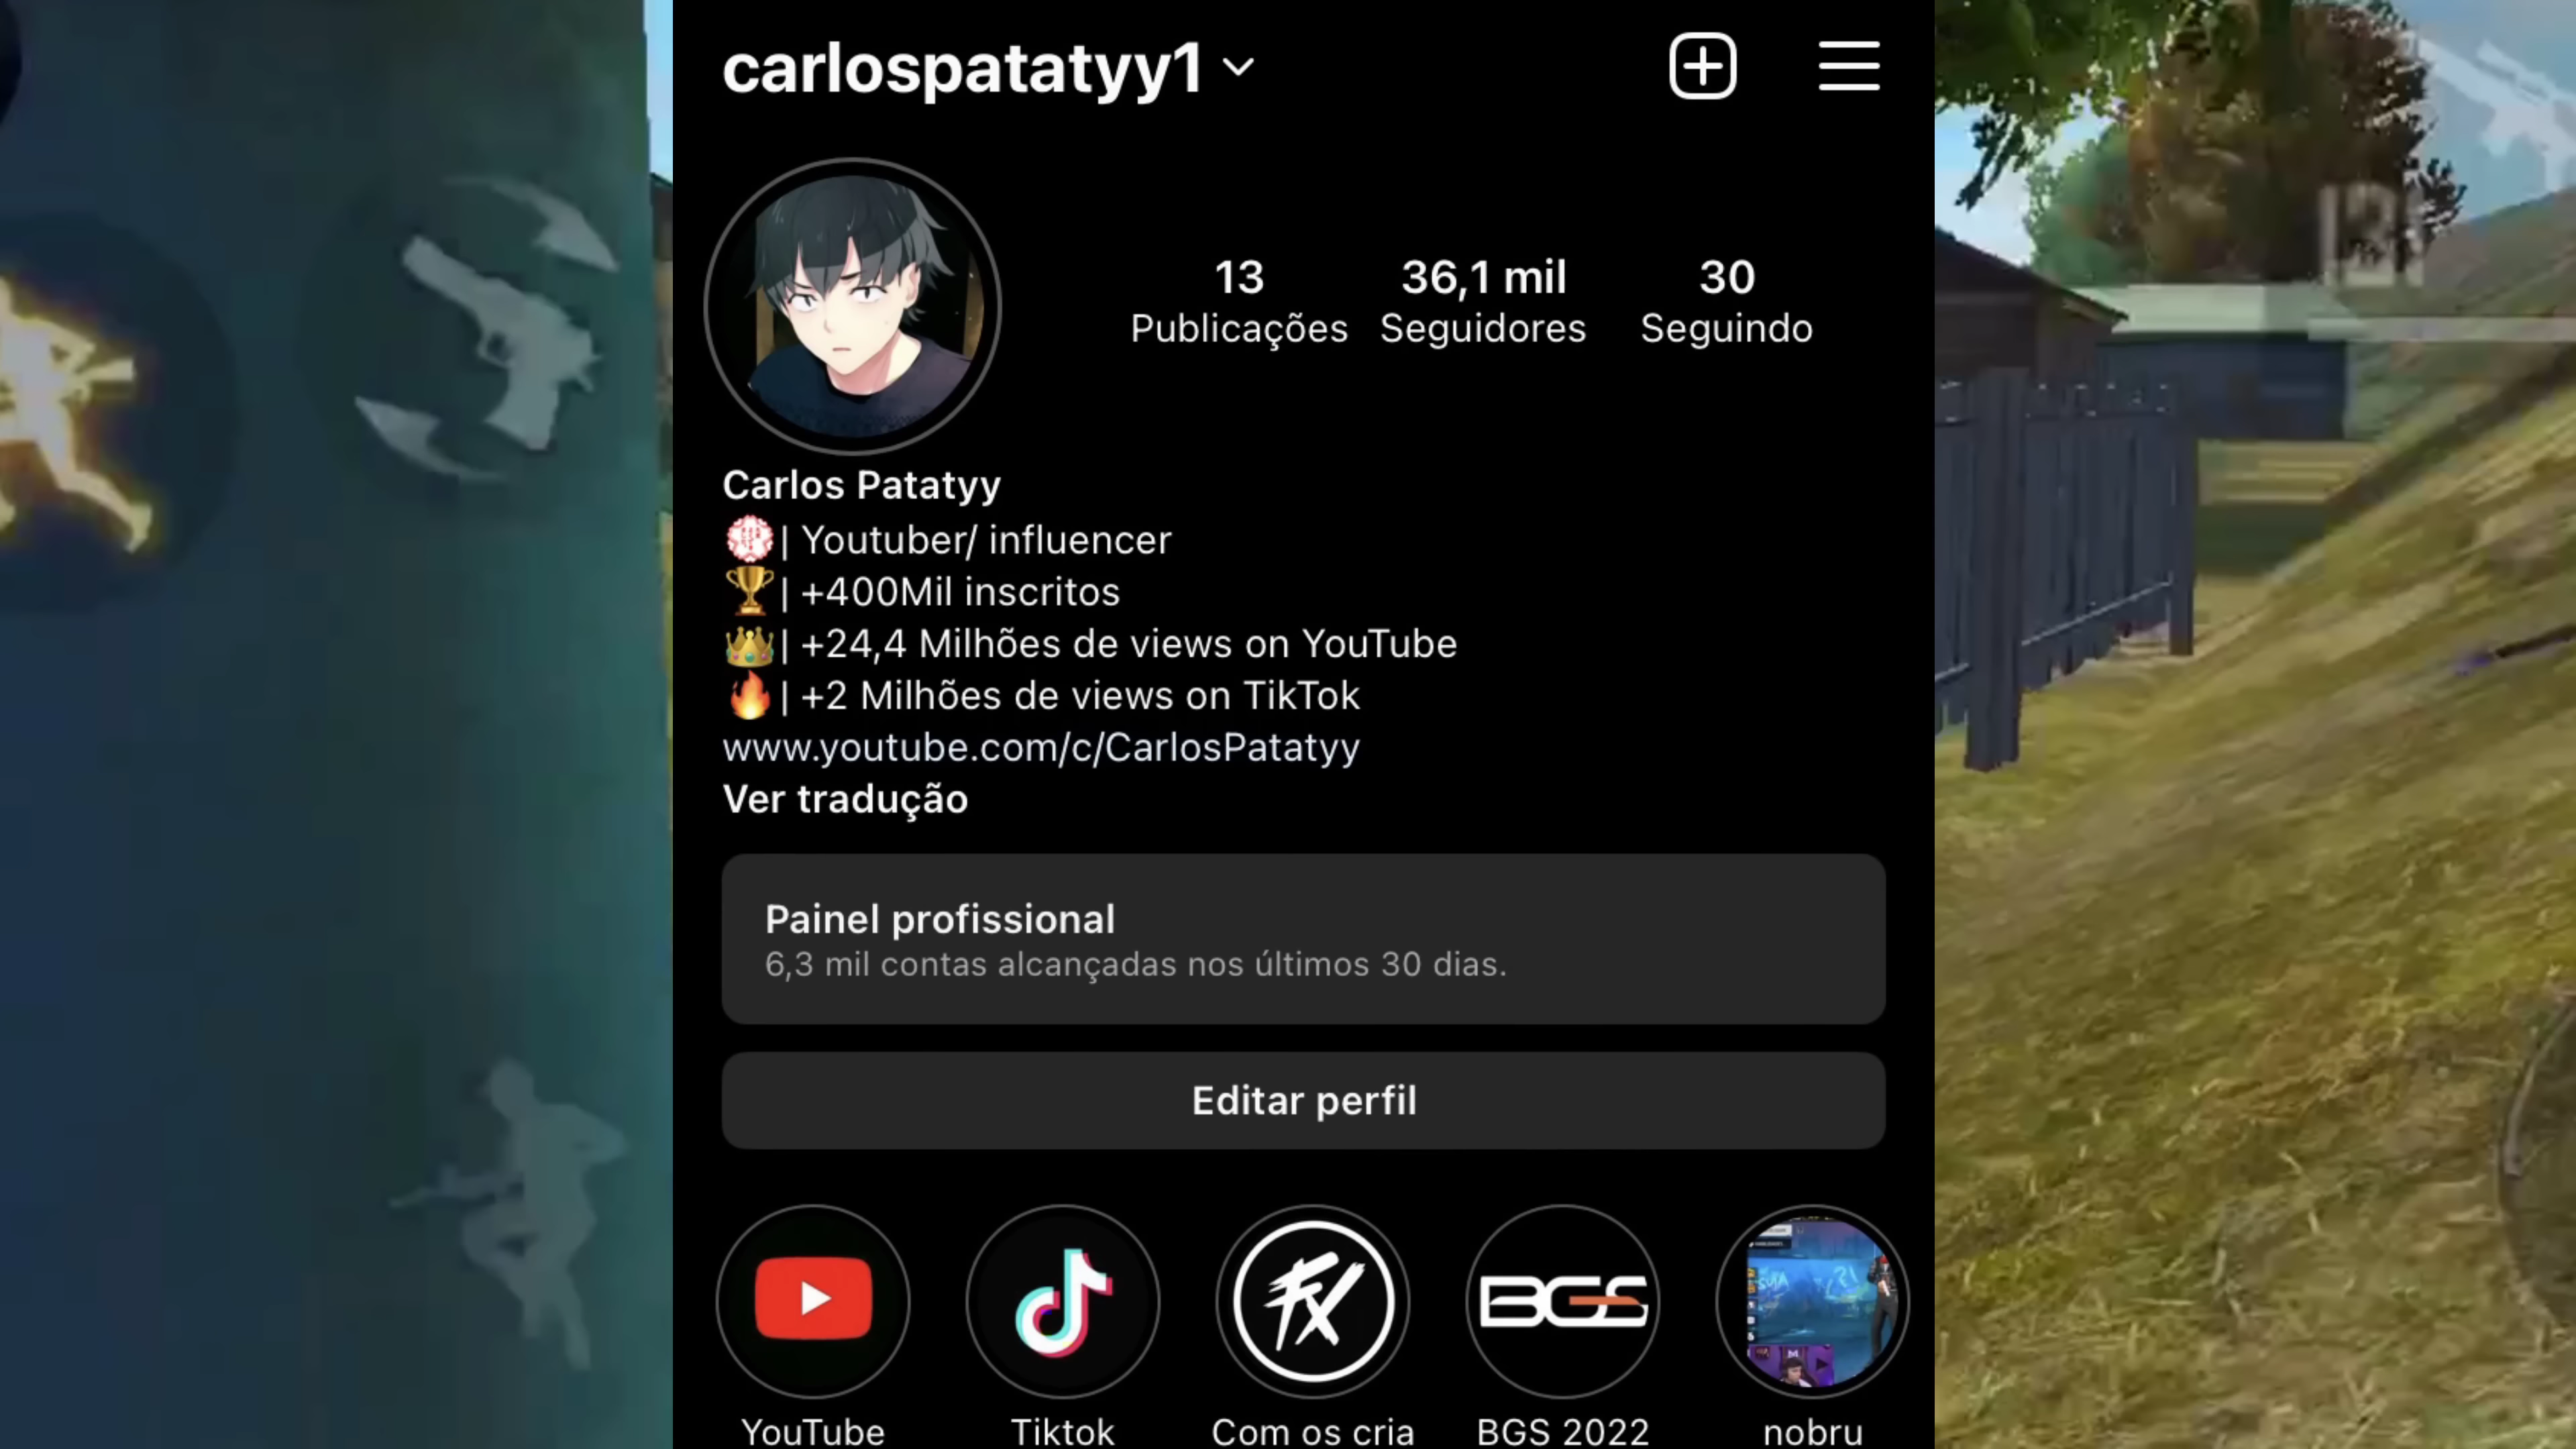 carlospatatyy1
13 36,1 mil 30
Publicações Seguidores Seguindo
Carlos Patatyy
| Youtuber/ influencer
🏆| +400Mil inscritos
👑| +24,4 Milhões de views on YouTube
🔥| +2 Milhões de views on TikTok
www.youtube.com/c/CarlosPatatyy
Ver tradução
Painel profissional
6,3 mil contas alcançadas nos últimos 30 dias.
Editar perfil
FX BGS
YouTube Tiktok Com os cria BGS 2022 nobru